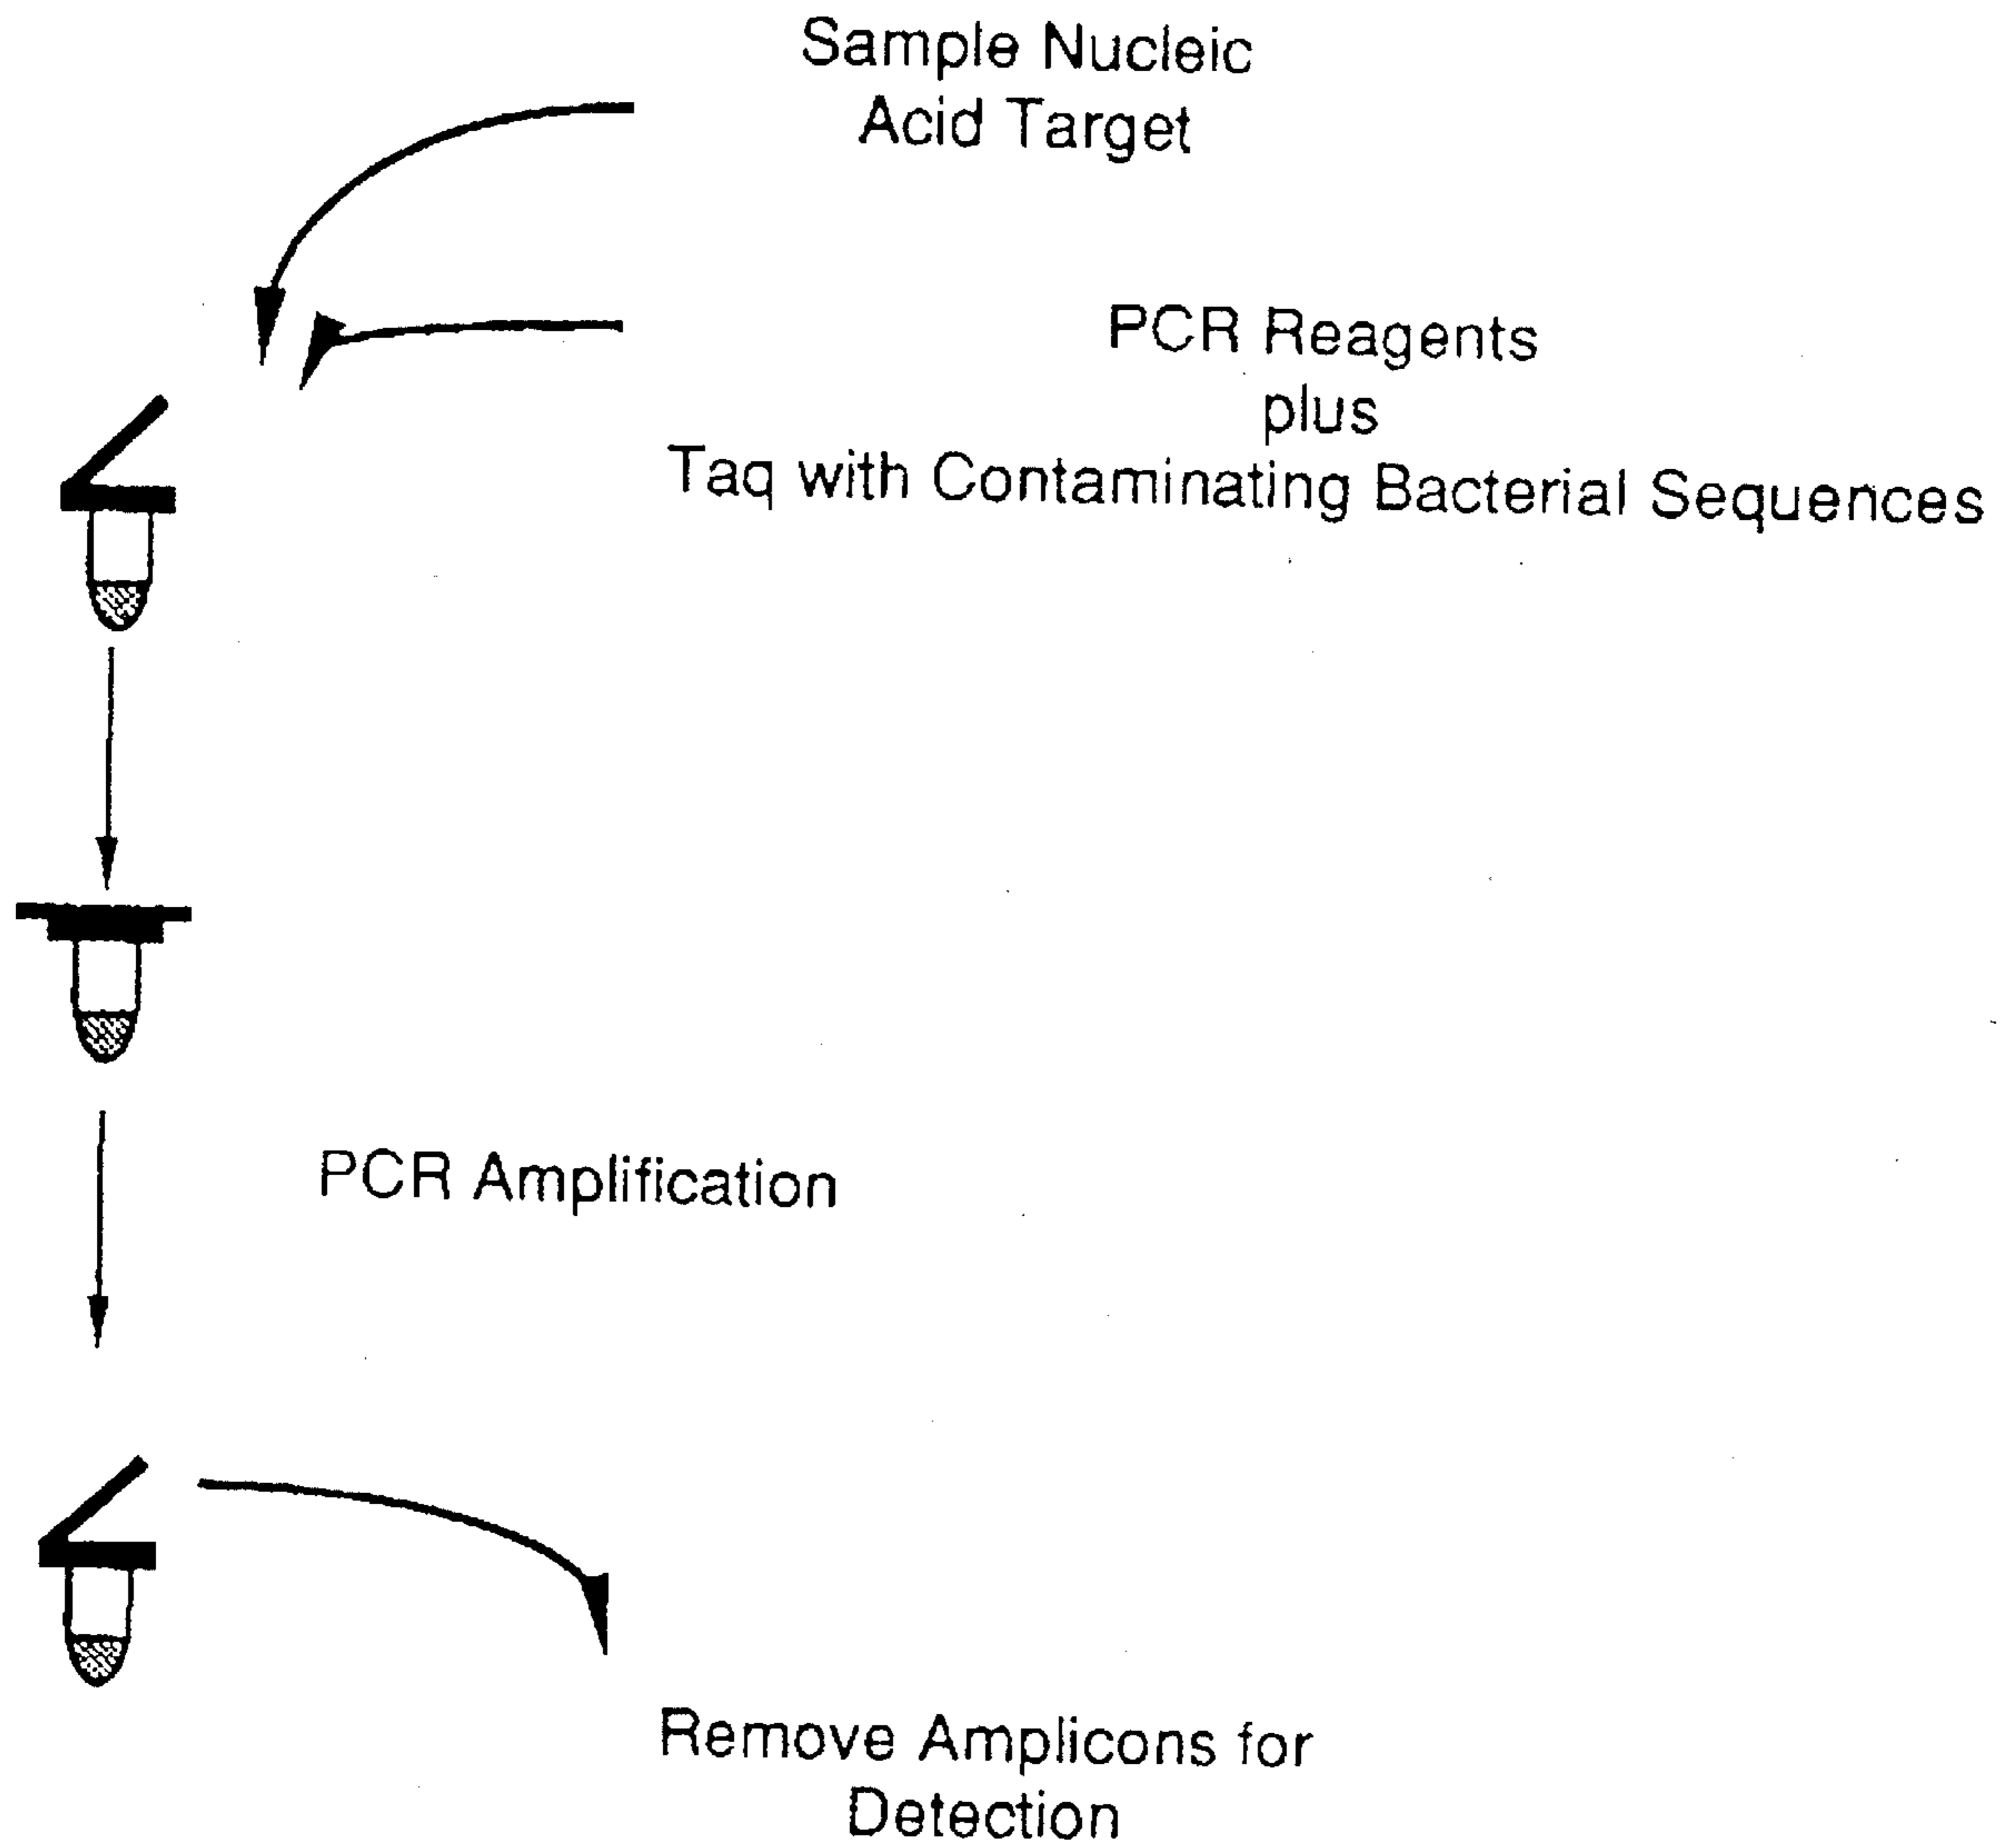 Sample Nucleic
Acid Target
PCR Reagents
plus
Taq with Contaminating Bacterial Sequences
PCR Amplification
Remove Amplicons for
Detection